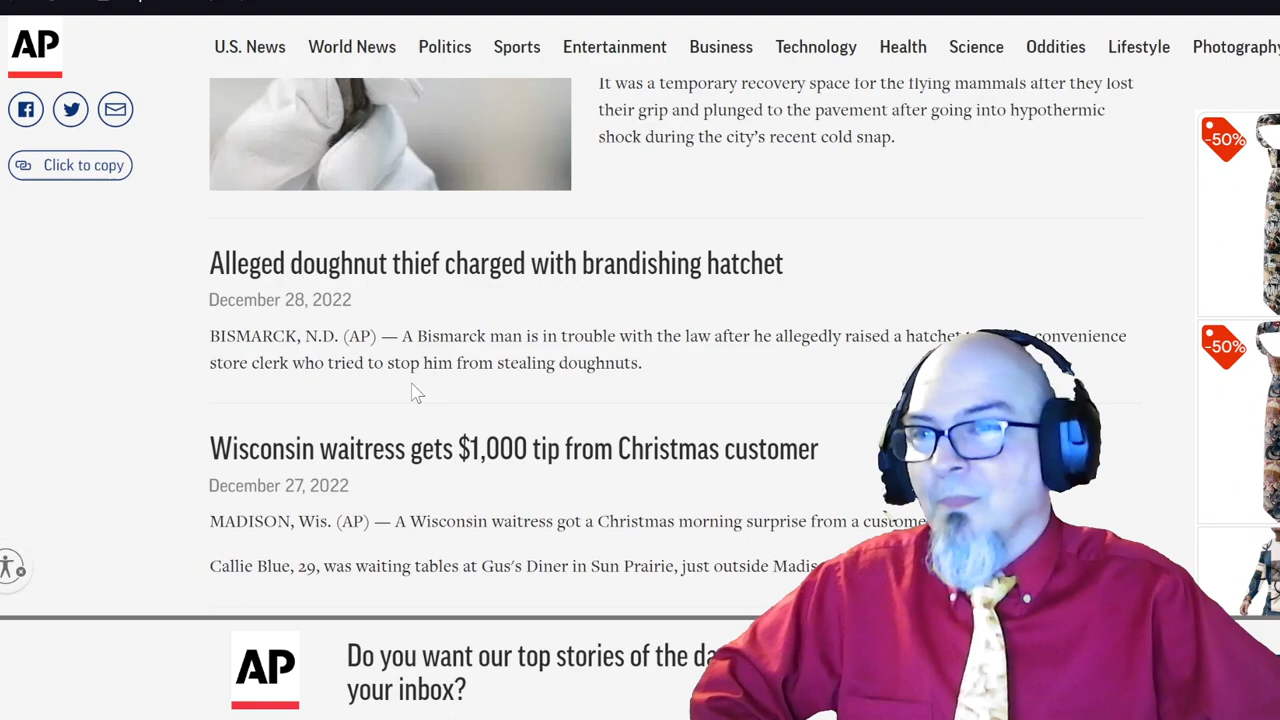 AP
U.S. News World News Politics Sports Entertainment Business Technology Health Science Oddities Lifestyle Photography
Click to copy
It was a temporary recovery space for the flying mammals after they lost
their grip and plunged to the pavement after going into hypothermic
shock during the city's recent cold snap.
-50%
Alleged doughnut thief charged with brandishing hatchet
December 28, 2022
BISMARCK, N.D. (AP) — A Bismarck man is in trouble with the law after he allegedly raised a hatchet convenience
store clerk who tried to stop him from stealing doughnuts.
-50%
Wisconsin waitress gets $1,000 tip from Christmas customer
December 27, 2022
MADISON, Wis. (AP) — A Wisconsin waitress got a Christmas morning surprise from a
Callie Blue, 29, was waiting tables at Gus's Diner in Sun Prairie, just outside
AP
Do you want our top stories of the
your inbox?